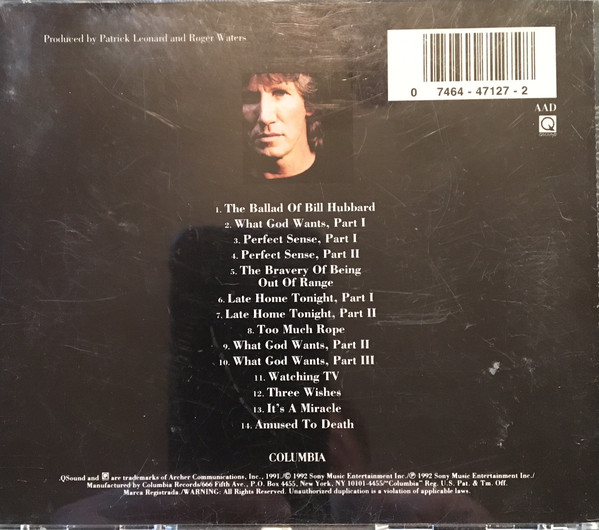 Produced by Patrick Leonard and Roger Waters
0 7464 - 47127 - 2
AAD
Q
1. The Ballad Of Bill Hubbard
2. What God Wants, Part I
3. Perfect Sense, Part I
4. Perfect Sense, Part II
5. The Bravery Of Being
Out Of Range
6. Late Home Tonight, Part I
7. Late Home Tonight, Part II
8. Too Much Rope
9. What God Wants, Part II
10. What God Wants, Part III
11. Watching TV
12. Three Wishes
13. It's A Miracle
14. Amused To Death
COLUMBIA
.QSound and Q are trademarks of Archer Communications, Inc., 1991./© 1992 Sony Music Entertainment Inc./℗ 1992 Sony Music Entertainment Inc./
Manufactured by Columbia Records/666 Fifth Ave., P.O. Box 4455, New York, NY 10101-4455/"Columbia" Reg. U.S. Pat. & Tm. Off.
Marca Registrada./WARNING: All Rights Reserved. Unauthorized duplication is a violation of applicable laws.